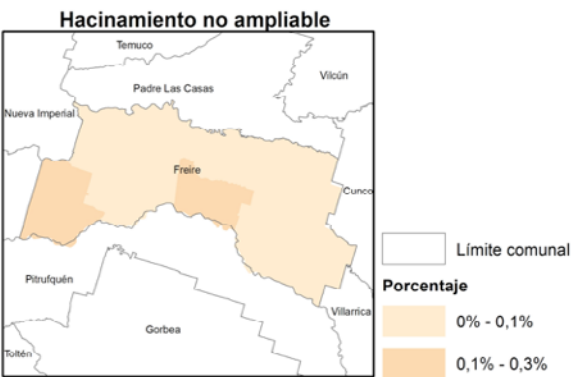 Hacinamiento no ampliable
Temuco
Vilcún
Padre Las Casas
Nueva Imperial
Freire
Cunco
Límite comunal
Pitrufquén
Porcentaje
Villarrica
0% - 0,1%
Gorbea
Toltén
0,1% - 0,3%